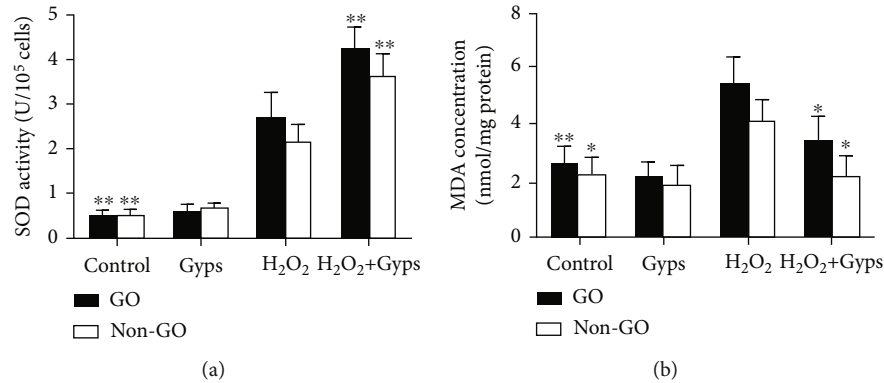 SOD activity (U/10⁵ cells)
5
4
3
2
1
0
** **
** **
Control Gyps H₂O₂ H₂O₂+Gyps
GO
Non-GO
(a)
MDA concentration
(nmol/mg protein)
8
6
4
2
0
** *
* *
Control Gyps H₂O₂ H₂O₂+Gyps
GO
Non-GO
(b)